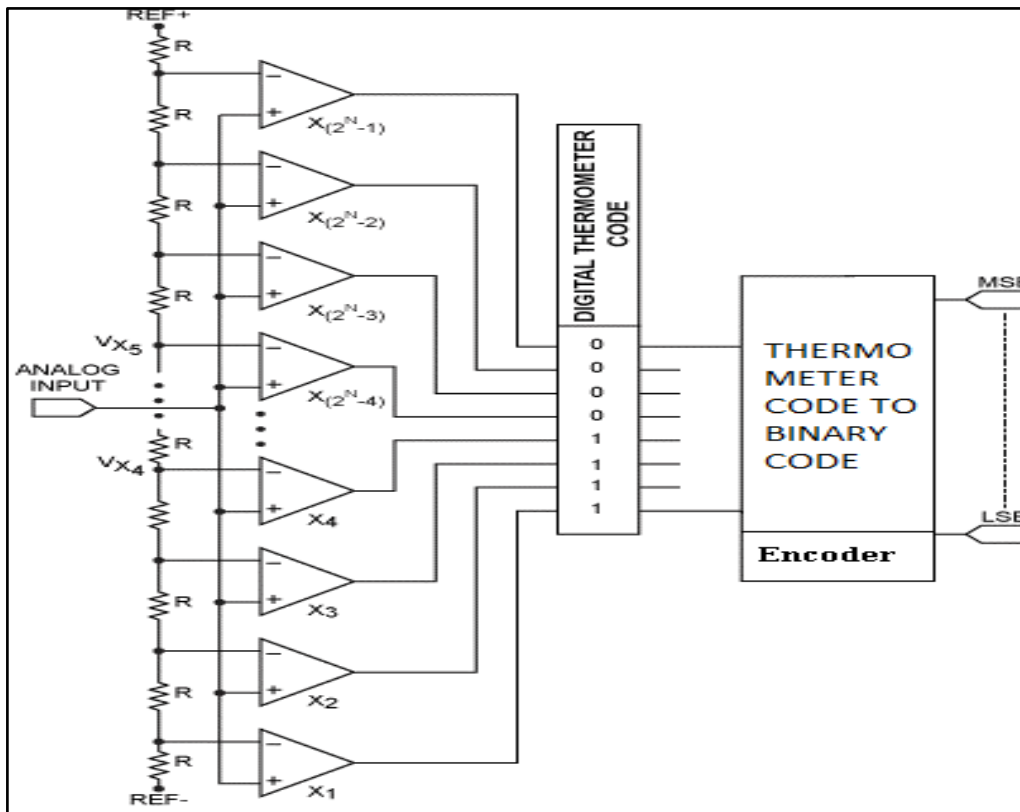 REF+
R
X(2^N-1)
R
X(2^N-2)
R
X(2^N-3)
R
VX5
ANALOG
INPUT
X(2^N-4)
R
VX4
X4
X3
R
X2
R
X1
R
REF-
DIGITAL THERMOMETER
CODE
0
0
0
0
1
1
1
1
THERMO
METER
CODE TO
BINARY
CODE
Encoder
MSB
LSB
- +
- +
- +
- +
- +
- +
- +
- +